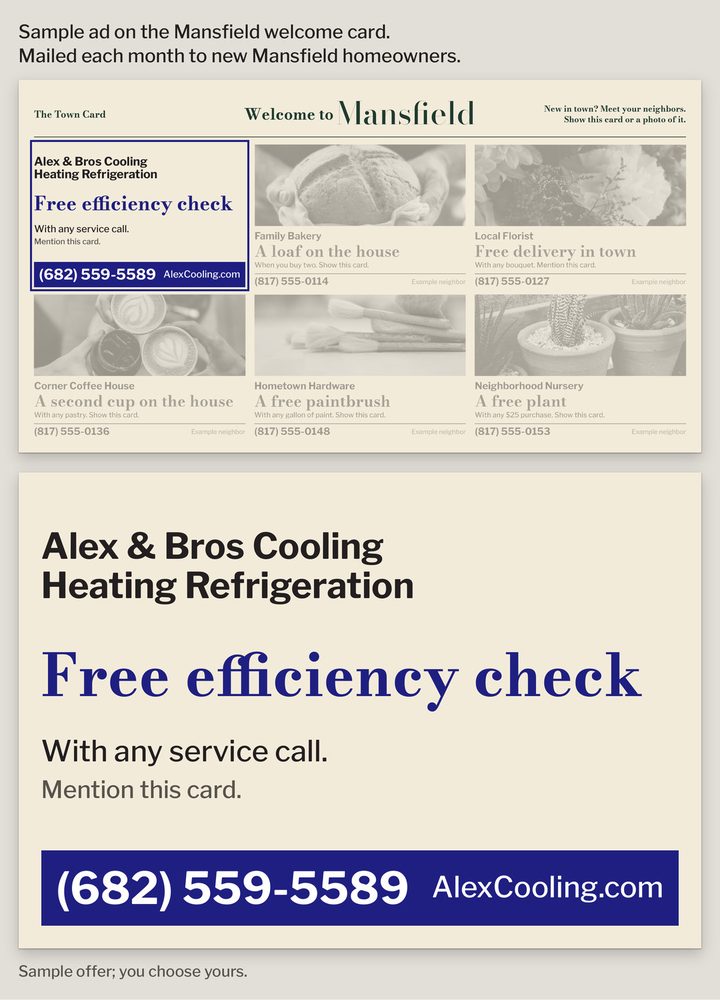 Sample ad on the Mansfield welcome card.
Mailed each month to new Mansfield homeowners.
The Town Card
Welcome to Mansfield
New in town? Meet your neighbors.
Show this card or a photo of it.
Alex & Bros Cooling
Heating Refrigeration
Free efficiency check
With any service call.
Mention this card.
(682) 559-5589 AlexCooling.com
Family Bakery
A loaf on the house
When you buy two. Show this card.
(817) 555-0114 Example neighbor
Local Florist
Free delivery in town
With any bouquet. Mention this card.
(817) 555-0127 Example neighbor
Corner Coffee House
A second cup on the house
With any pastry. Show this card.
(817) 555-0136 Example neighbor
Hometown Hardware
A free paintbrush
With any gallon of paint. Show this card.
(817) 555-0148 Example neighbor
Neighborhood Nursery
A free plant
With any $25 purchase. Show this card.
(817) 555-0153 Example neighbor
Alex & Bros Cooling
Heating Refrigeration
Free efficiency check
With any service call.
Mention this card.
(682) 559-5589 AlexCooling.com
Sample offer; you choose yours.